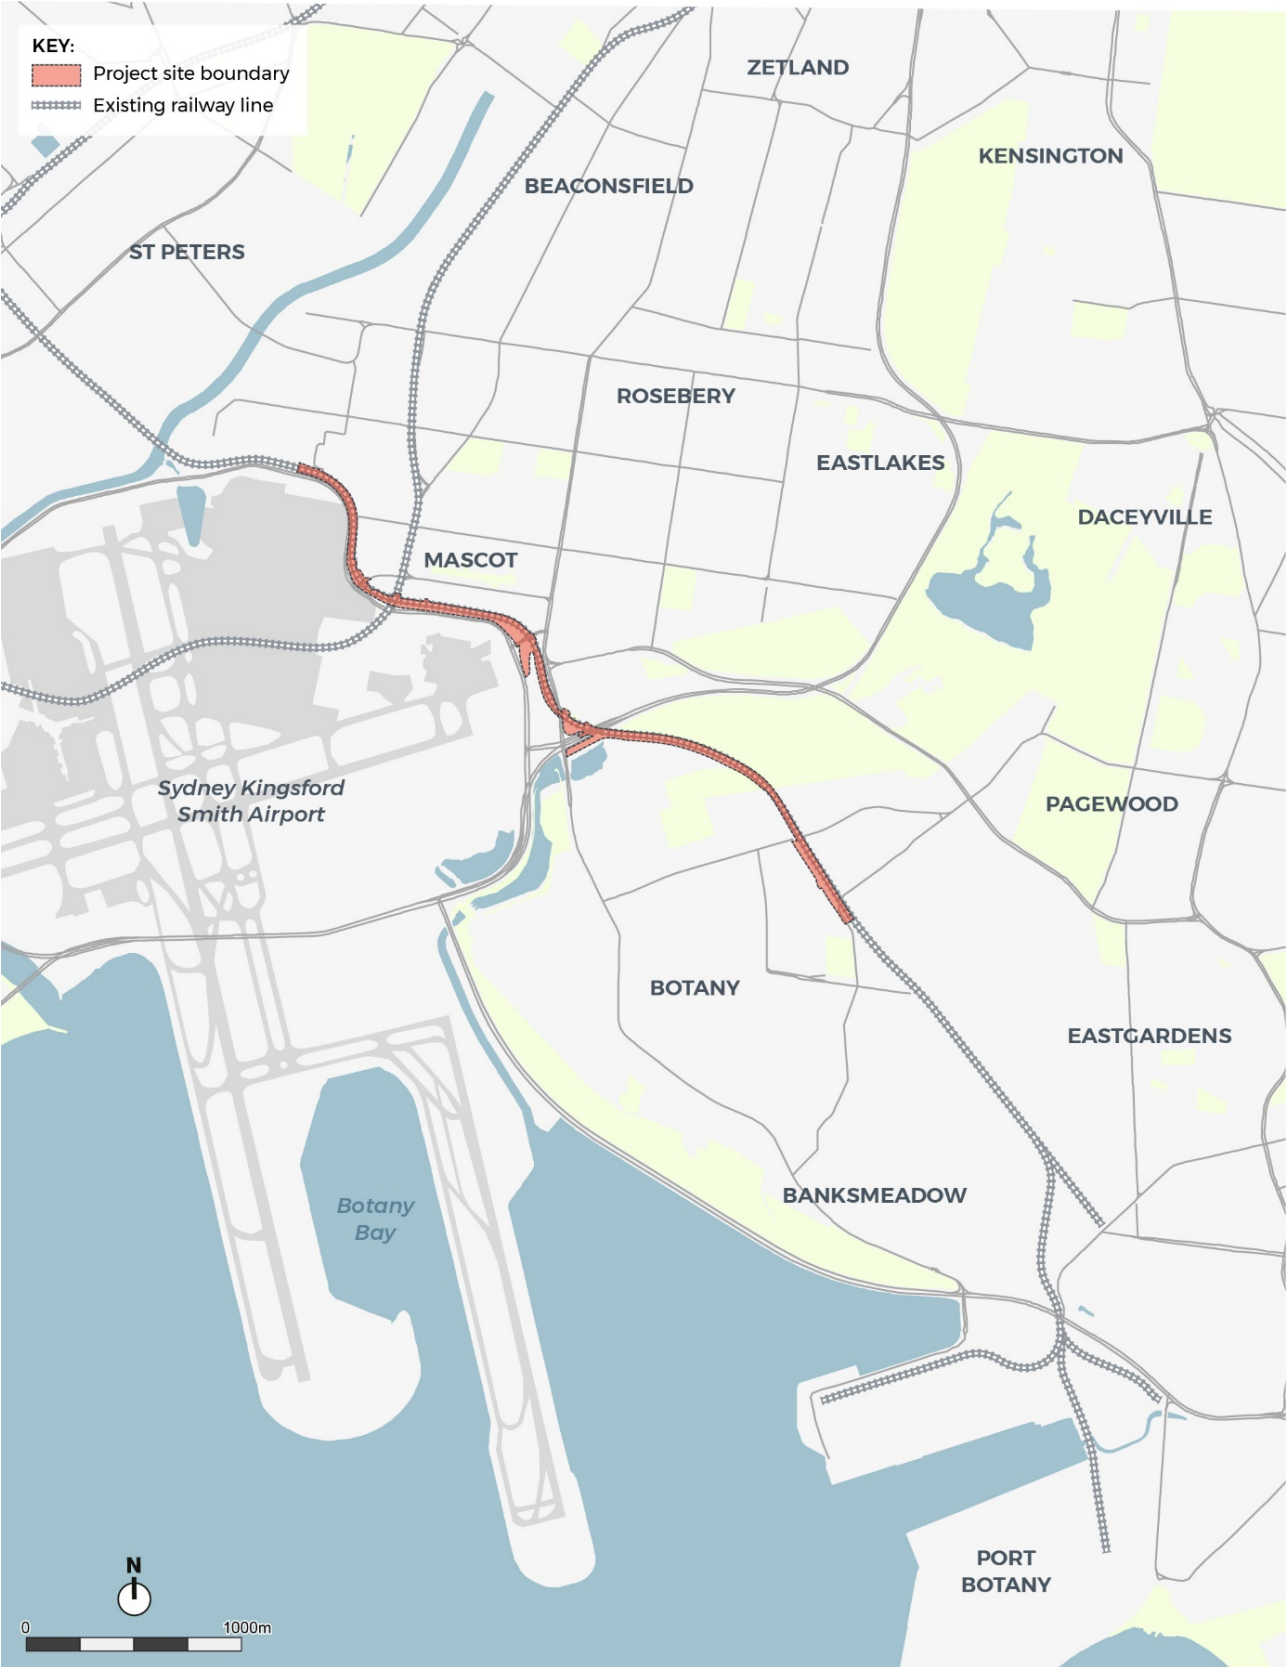 KEY:
Project site boundary
Existing railway line
ZETLAND
KENSINGTON
BEACONSFIELD
ST PETERS
ROSEBERY
EASTLAKES
DACEYVILLE
MASCOT
Sydney Kingsford
Smith Airport
PAGEWOOD
BOTANY
EASTGARDENS
BANKSMEADOW
Botany
Bay
PORT
BOTANY
N
0 1000m